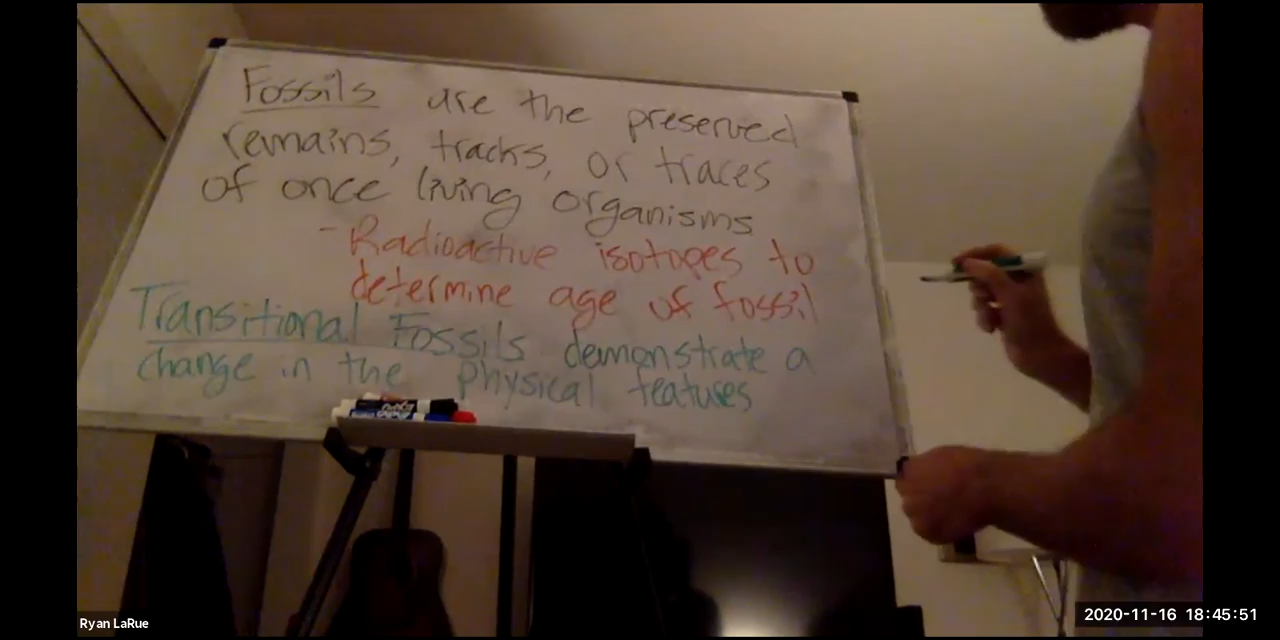 Fossils are the preserved
remains, tracks, or traces
of once living organisms
- Radioactive isotopes to
determine age of fossil
Transitional Fossils demonstrate a
change in the physical features
Ryan LaRue
2020-11-16 18:45:51